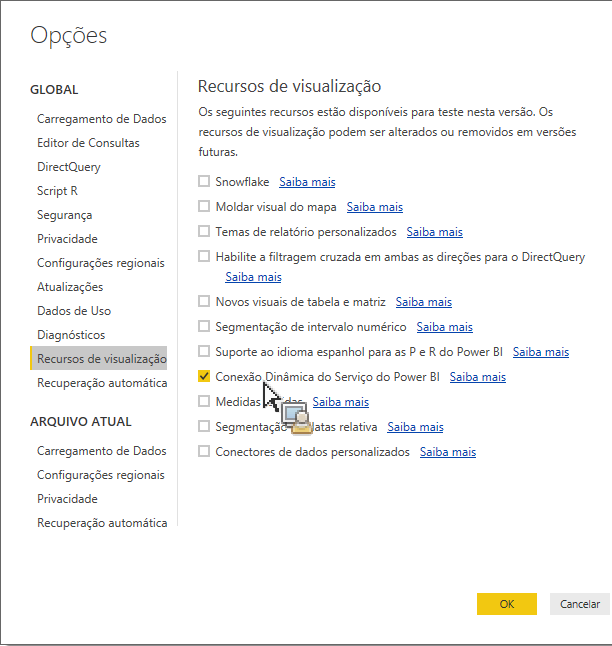 Opções
GLOBAL
Carregamento de Dados
Editor de Consultas
DirectQuery
Script R
Segurança
Privacidade
Configurações regionais
Atualizações
Dados de Uso
Diagnósticos
Recursos de visualização
Recuperação automática
ARQUIVO ATUAL
Carregamento de Dados
Configurações regionais
Privacidade
Recuperação automática
Recursos de visualização
Os seguintes recursos estão disponíveis para teste nesta versão. Os
recursos de visualização podem ser alterados ou removidos em versões
futuras.
Snowflake Saiba mais
Moldar visual do mapa Saiba mais
Temas de relatório personalizados Saiba mais
Habilite a filtragem cruzada em ambas as direções para o DirectQuery
Saiba mais
Novos visuais de tabela e matriz Saiba mais
Segmentação de intervalo numérico Saiba mais
Suporte ao idioma espanhol para as P e R do Power BI Saiba mais
Conexão Dinâmica do Serviço do Power BI Saiba mais
Medidas Saiba mais
Segmentação relativa Saiba mais
Conectores de dados personalizados Saiba mais
OK Cancelar